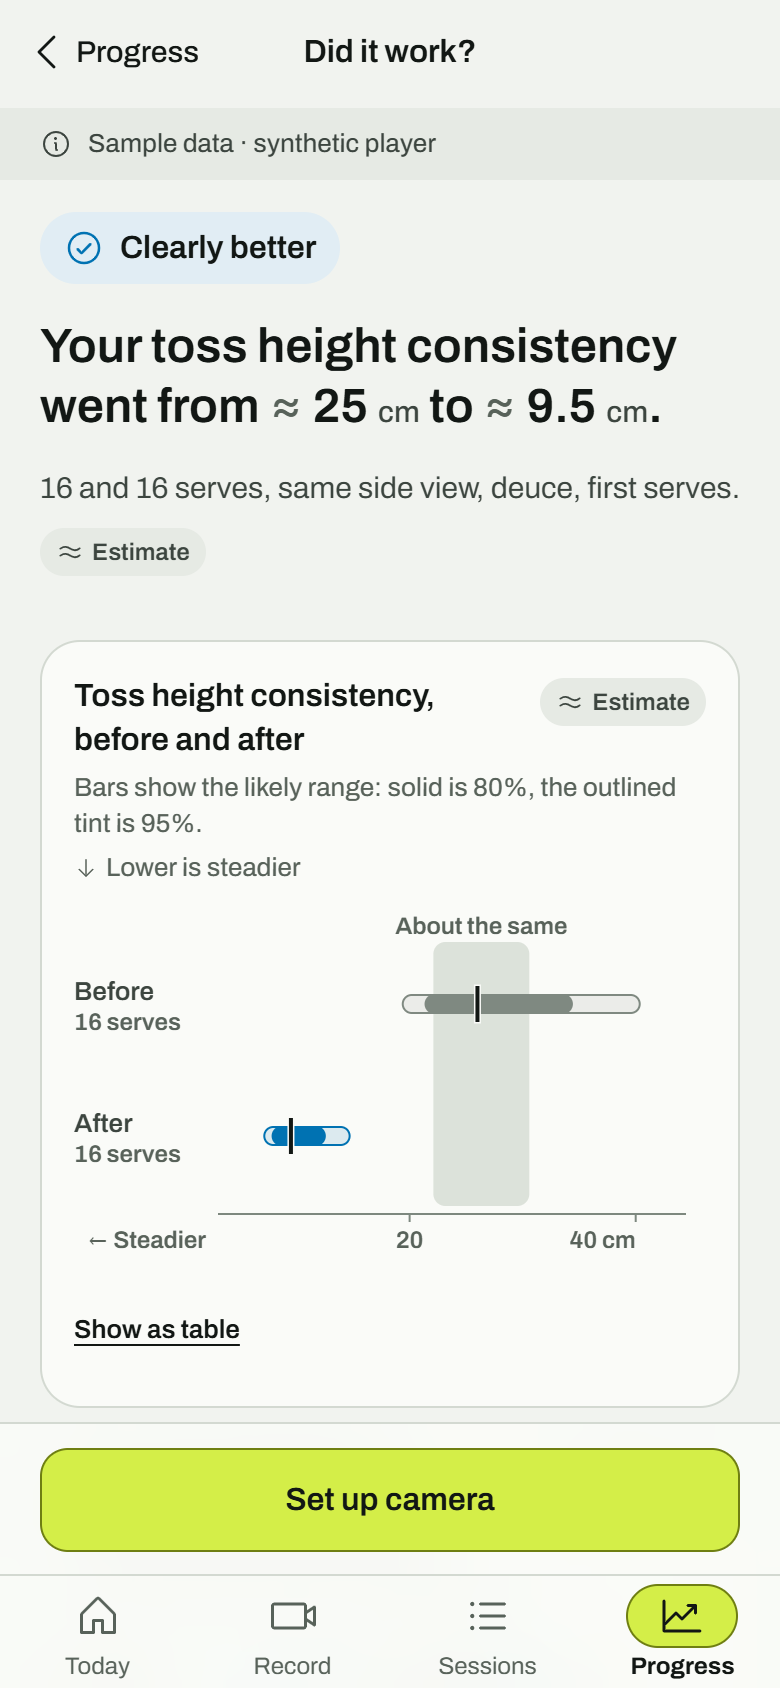 Progress
Did it work?
Sample data · synthetic player
Clearly better
Your toss height consistency
went from ≈ 25 cm to ≈ 9.5 cm.
16 and 16 serves, same side view, deuce, first serves.
≈ Estimate
Toss height consistency,
before and after
≈ Estimate
Bars show the likely range: solid is 80%, the outlined
tint is 95%.
↓ Lower is steadier
About the same
Before
16 serves
After
16 serves
← Steadier
20
40 cm
Show as table
Set up camera
Today
Record
Sessions
Progress